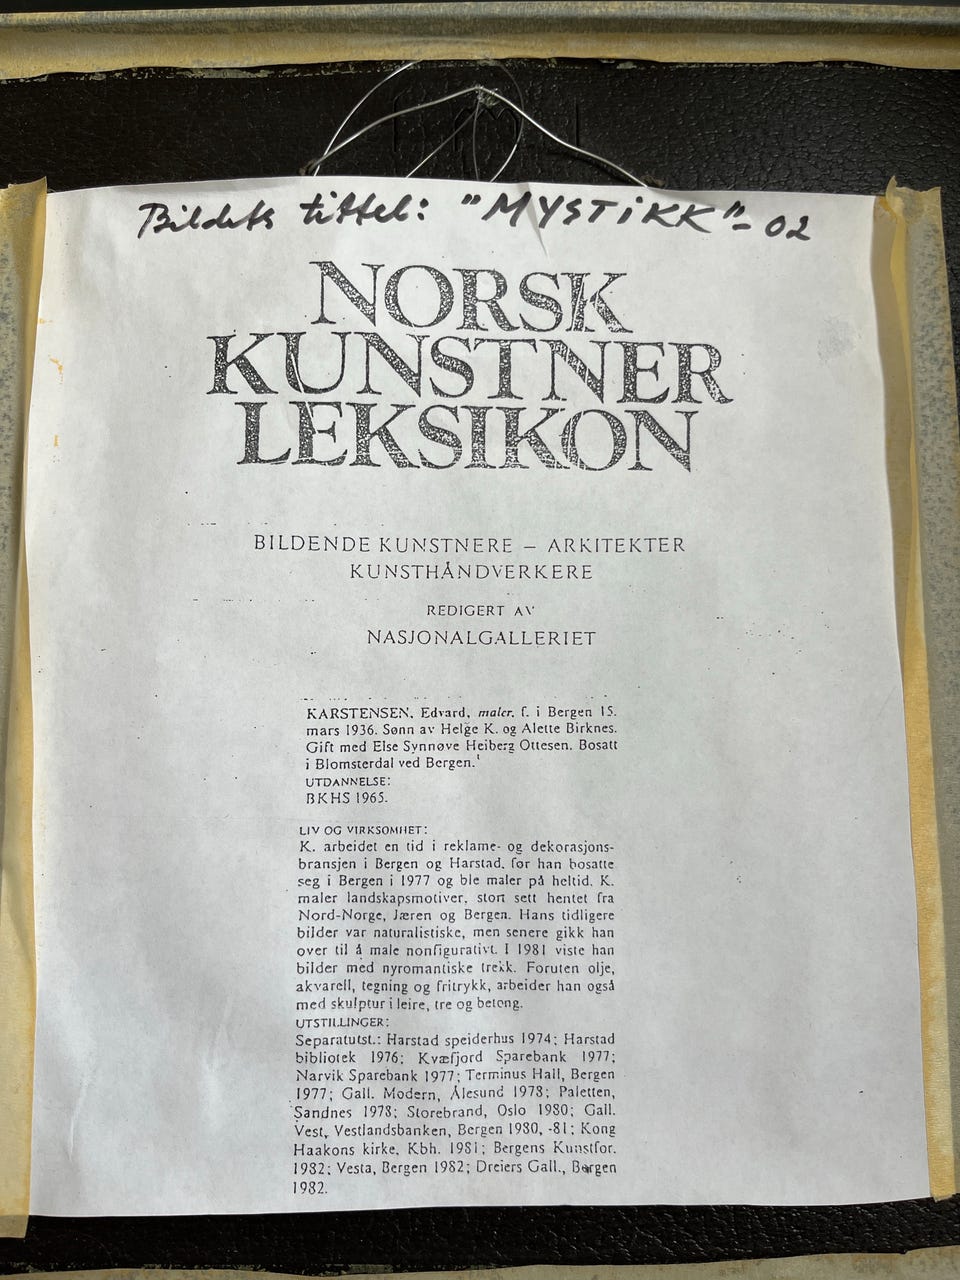 Bildets tittel: "MYSTiKK"- 02
NORSK
KUNSTNER
LEKSIKON
BILDENDE KUNSTNERE – ARKITEKTER
KUNSTHÅNDVERKERE
REDIGERT AV
NASJONALGALLERIET
KARSTENSEN, Edvard, maler, f. i Bergen 15.
mars 1936. Sønn av Helge K. og Alette Birknes.
Gift med Else Synnøve Heiberg Ottesen. Bosatt
i Blomsterdal ved Bergen.
UTDANNELSE:
BKHS 1965.
LIV OG VIRKSOMHET:
K. arbeidet en tid i reklame- og dekorasjons-
bransjen i Bergen og Harstad, før han bosatte
seg i Bergen i 1977 og ble maler på heltid. K.
maler landskapsmotiver, stort sett hentet fra
Nord-Norge, Jæren og Bergen. Hans tidligere
bilder var naturalistiske, men senere gikk han
over til å male nonfigurativt. I 1981 viste han
bilder med nyromantiske trekk. Foruten olje,
akvarell, tegning og fritrykk, arbeider han også
med skulptur i leire, tre og betong.
UTSTILLINGER:
Separatutst.: Harstad speiderhus 1974; Harstad
bibliotek 1976; Kvæfjord Sparebank 1977;
Narvik Sparebank 1977; Terminus Hall, Bergen
1977; Gall. Modern, Ålesund 1978; Paletten,
Sandnes 1978; Storebrand, Oslo 1980; Gall.
Vest, Vestlandsbanken, Bergen 1980, -81; Kong
Haakons kirke, Kbh. 1981; Bergens Kunstfor.
1982; Vesta, Bergen 1982; Dreiers Gall., Bergen
1982.